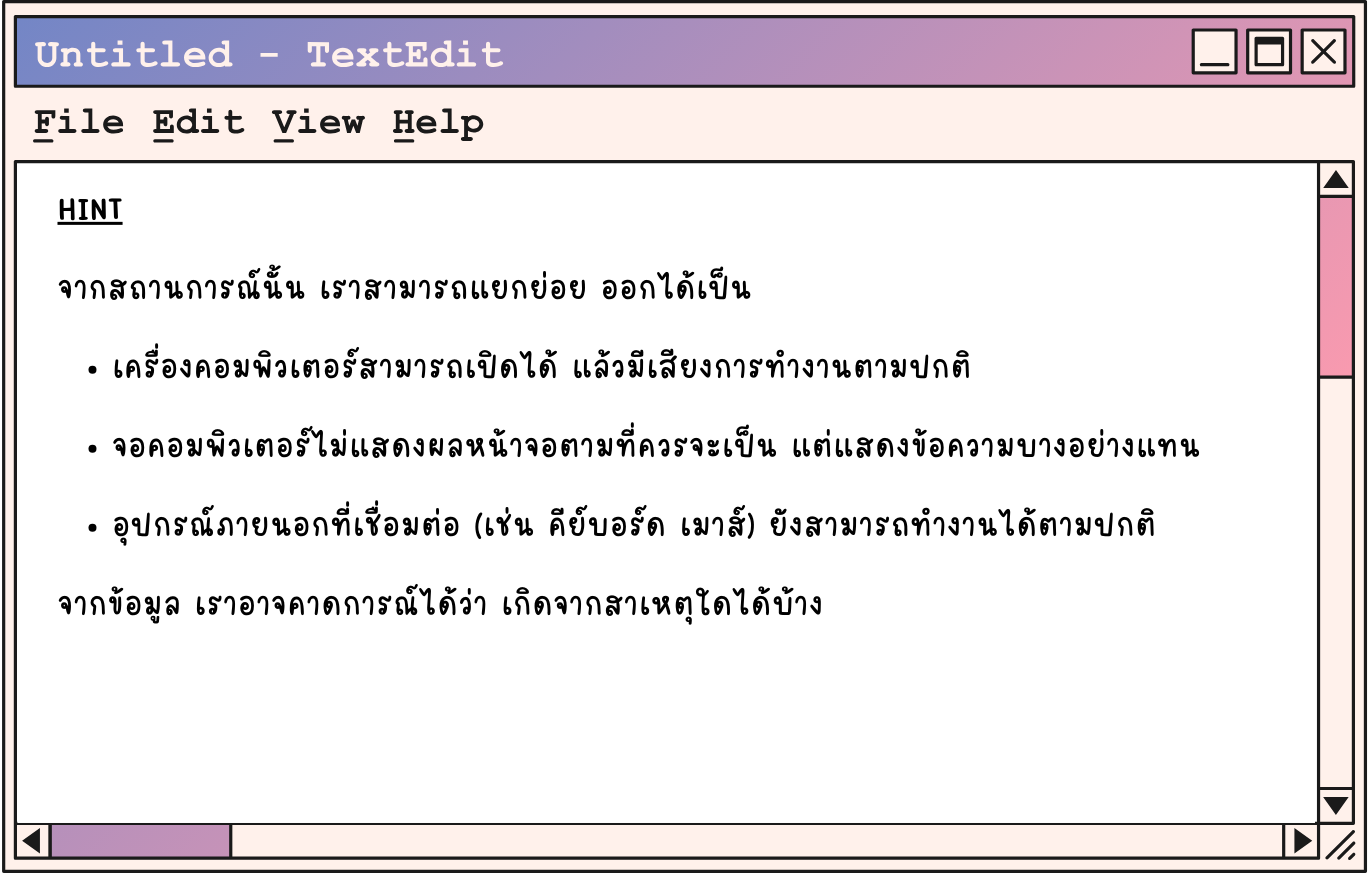 Untitled - TextEdit
File Edit View Help
HINT
จากสถานการณ์นั้น เราสามารถแยกย่อย ออกได้เป็น
• เครื่องคอมพิวเตอร์สามารถเปิดได้ แล้วมีเสียงการทำงานตามปกติ
• จอคอมพิวเตอร์ไม่แสดงผลหน้าจอตามที่ควรจะเป็น แต่แสดงข้อความบางอย่างแทน
• อุปกรณ์ภายนอกที่เชื่อมต่อ (เช่น คีย์บอร์ด เมาส์) ยังสามารถทำงานได้ตามปกติ
จากข้อมูล เราอาจคาดการณ์ได้ว่า เกิดจากสาเหตุใดได้บ้าง